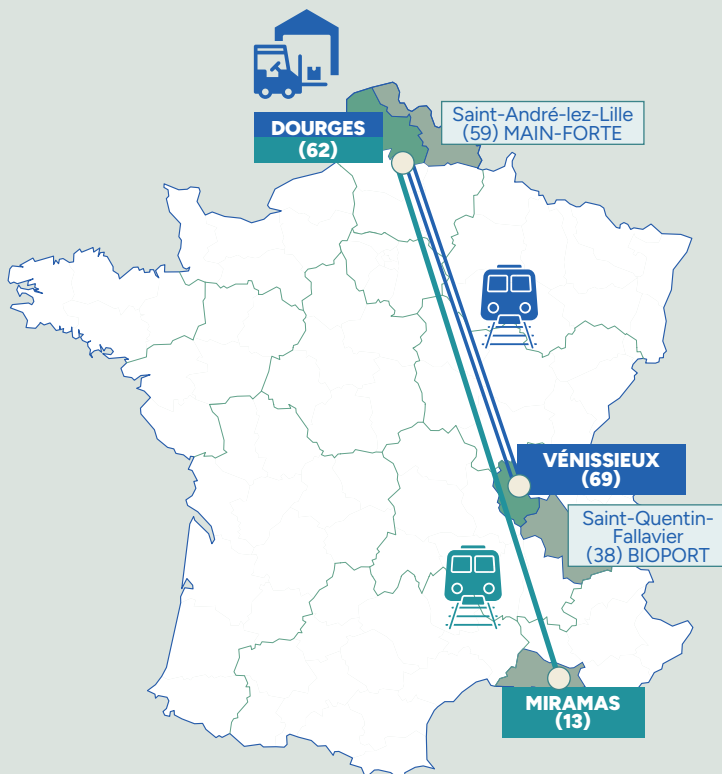 DOURGES
(62)
Saint-André-lez-Lille
(59) MAIN-FORTE
VÉNISSIEUX
(69)
Saint-Quentin-
Fallavier
(38) BIOPORT
MIRAMAS
(13)